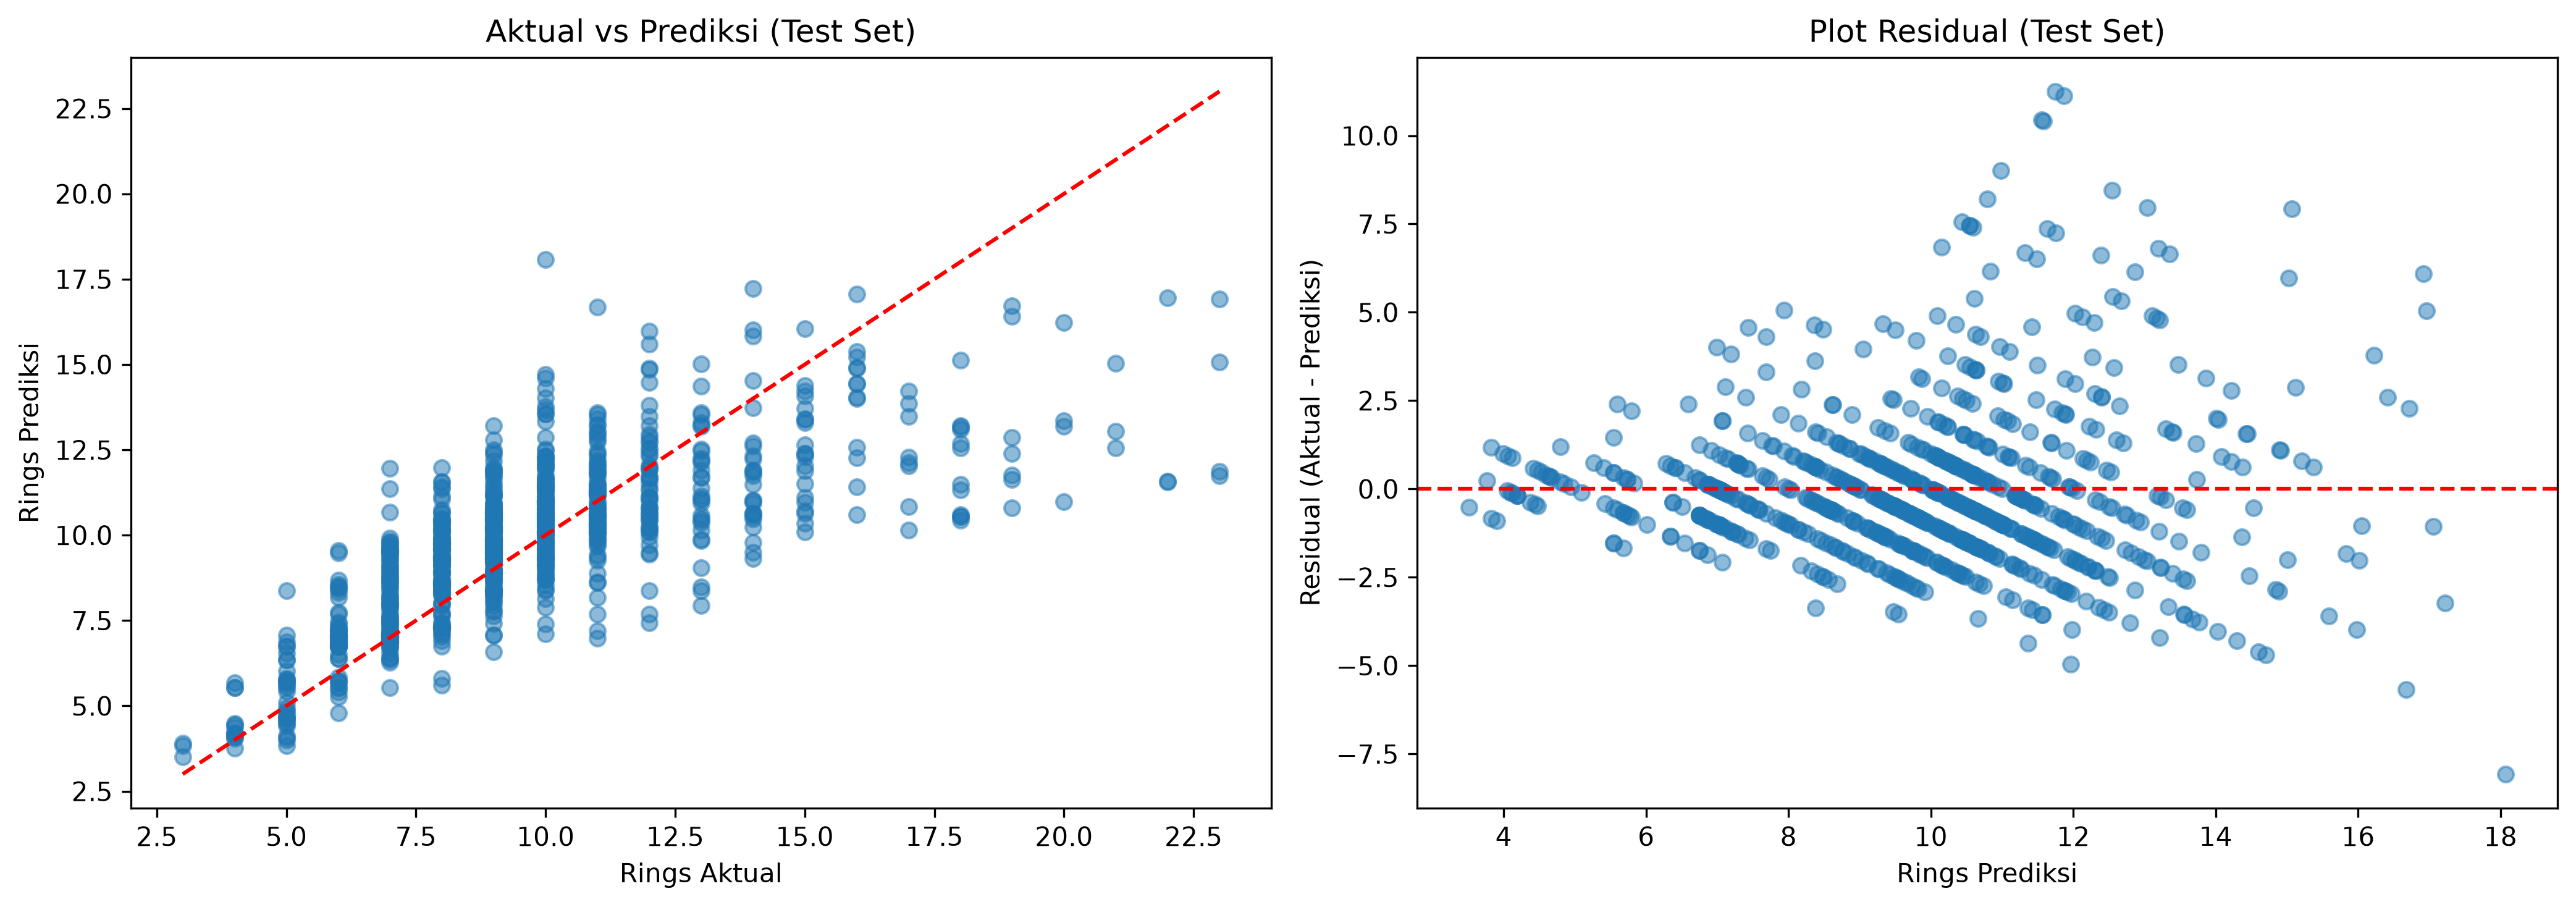 Aktual vs Prediksi (Test Set)
Rings Prediksi
22.5
20.0
17.5
15.0
12.5
10.0
7.5
5.0
2.5
2.5 5.0 7.5 10.0 12.5 15.0 17.5 20.0 22.5
Rings Aktual
Plot Residual (Test Set)
Residual (Aktual - Prediksi)
10.0
7.5
5.0
2.5
0.0
−2.5
−5.0
−7.5
4 6 8 10 12 14 16 18
Rings Prediksi